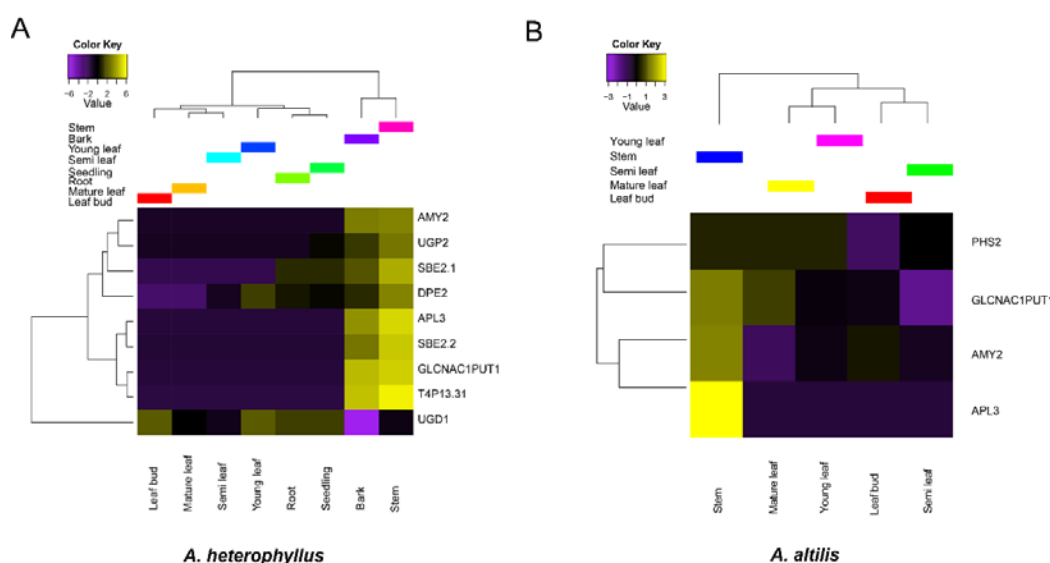 A
Color Key
-6
-2
2
6
Value
Stem
Bark
Young leaf
Semi leaf
Seedling
Root
Mature leaf
Leaf bud
AMY2
UGP2
SBE2.1
DPE2
APL3
SBE2.2
GLCNAC1PUT1
T4P13.31
UGD1
Leaf bud
Mature leaf
Semi leaf
Young leaf
Root
Seedling
Bark
Stem
A. heterophyllus
B
Color Key
-3
-1
1
3
Value
Young leaf
Stem
Semi leaf
Mature leaf
Leaf bud
PHS2
GLCNAC1PUT1
AMY2
APL3
Stem
Mature leaf
Young leaf
Leaf bud
Semi leaf
A. altilis